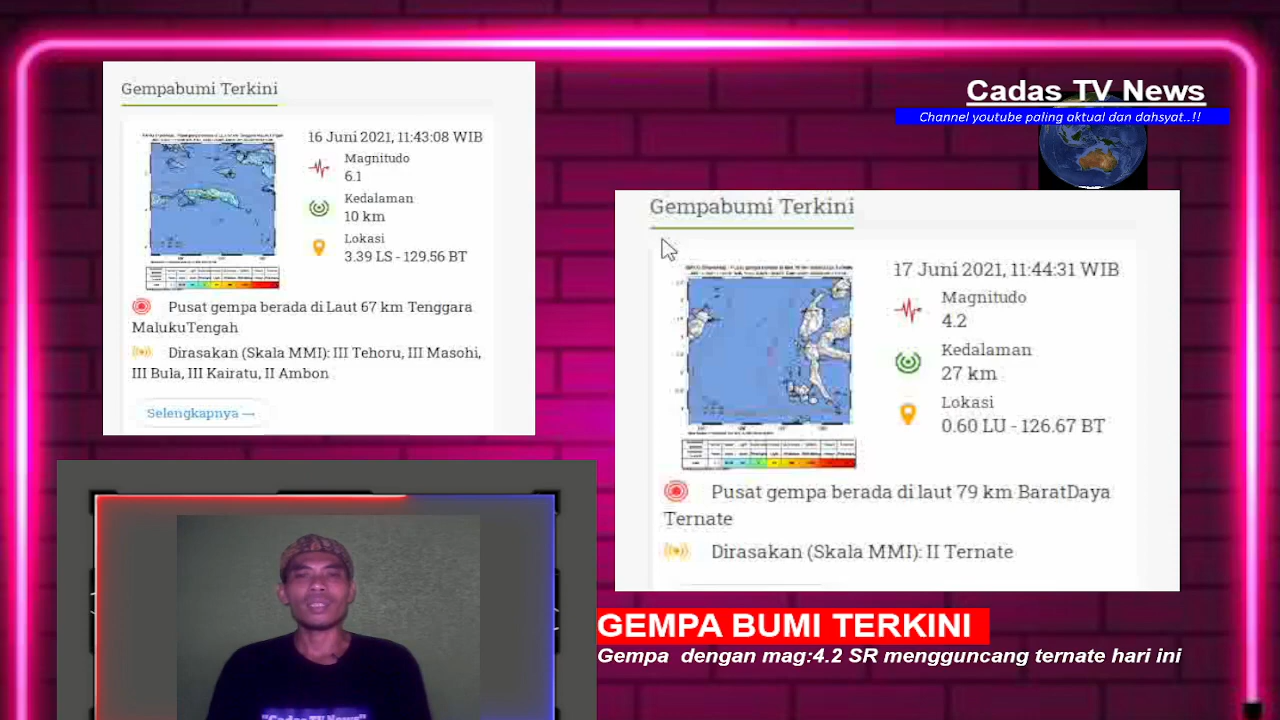 Gempabumi Terkini
16 Juni 2021, 11:43:08 WIB
Magnitudo
6.1
Kedalaman
10 km
Lokasi
3.39 LS - 129.56 BT
Pusat gempa berada di Laut 67 km Tenggara
MalukuTengah
Dirasakan (Skala MMI): III Tehoru, III Masohi,
III Bula, III Kairatu, II Ambon
Selengkapnya →
Cadas TV News
Channel youtube paling aktual dan dahsyat..!!
Gempabumi Terkini
17 Juni 2021, 11:44:31 WIB
Magnitudo
4.2
Kedalaman
27 km
Lokasi
0.60 LU - 126.67 BT
Pusat gempa berada di laut 79 km BaratDaya
Ternate
Dirasakan (Skala MMI): II Ternate
GEMPA BUMI TERKINI
Gempa dengan mag:4.2 SR mengguncang ternate hari ini
"Cadas TV News"